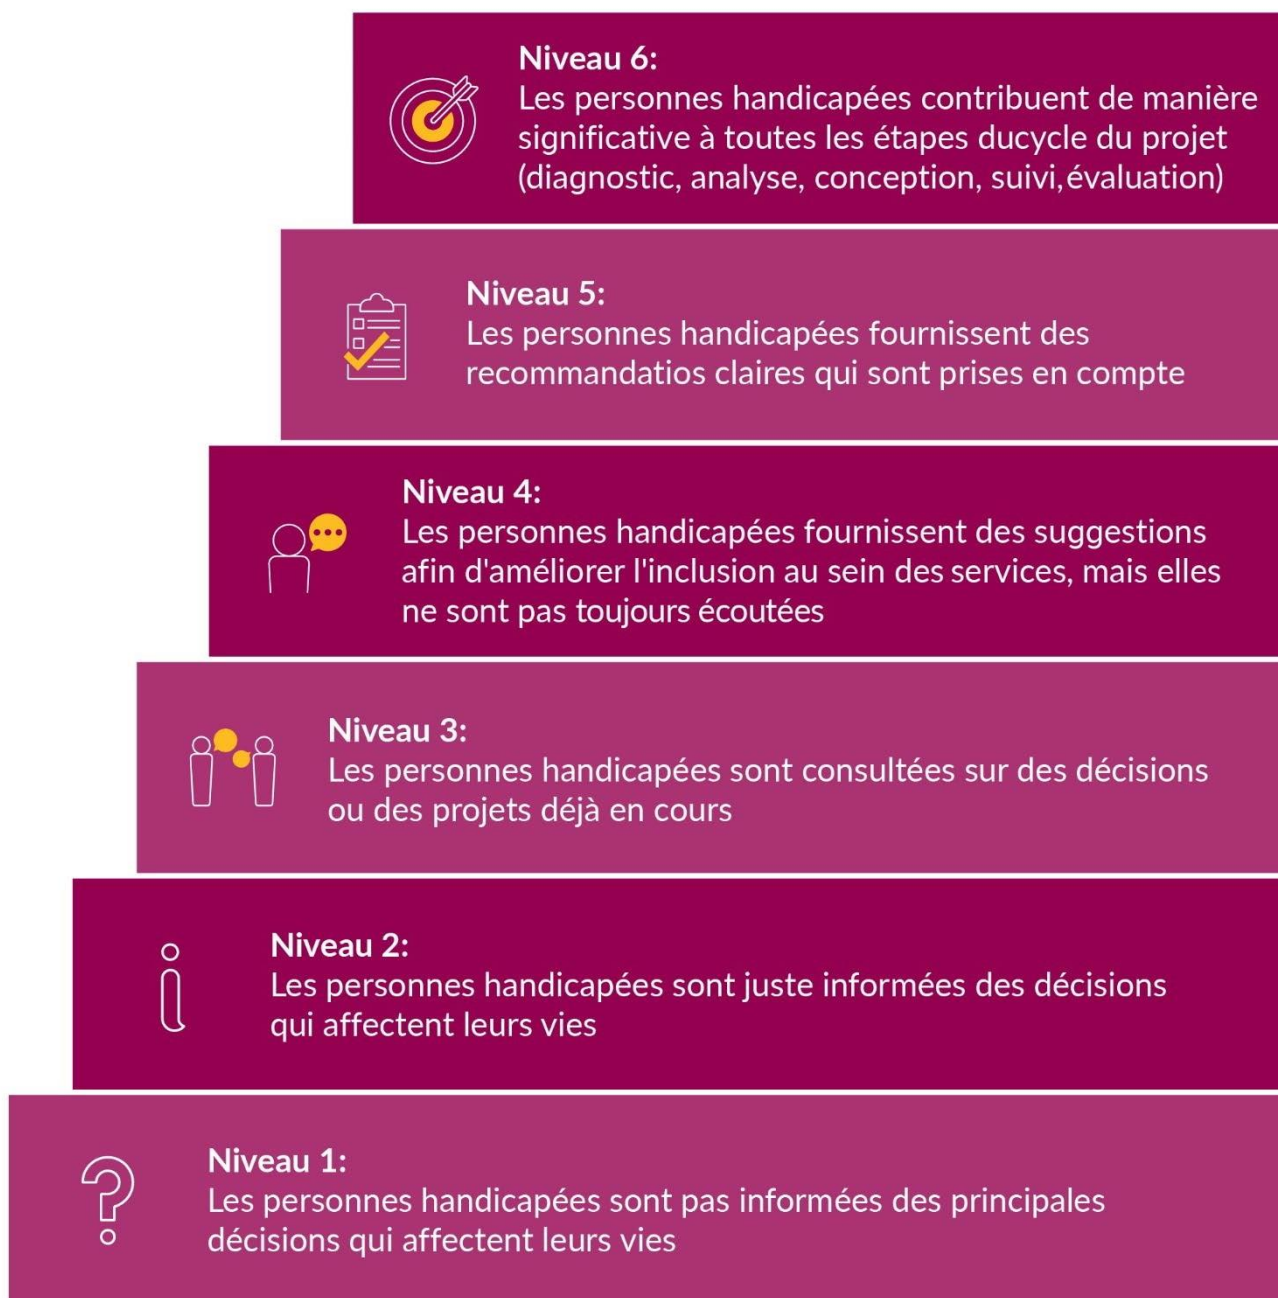 Niveau 6:
Les personnes handicapées contribuent de manière
significative à toutes les étapes ducycle du projet
(diagnostic, analyse, conception, suivi, évaluation)
Niveau 5:
Les personnes handicapées fournissent des
recommandatios claires qui sont prises en compte
Niveau 4:
Les personnes handicapées fournissent des suggestions
afin d'améliorer l'inclusion au sein des services, mais elles
ne sont pas toujours écoutées
Niveau 3:
Les personnes handicapées sont consultées sur des décisions
ou des projets déjà en cours
Niveau 2:
Les personnes handicapées sont juste informées des décisions
qui affectent leurs vies
Niveau 1:
Les personnes handicapées sont pas informées des principales
décisions qui affectent leurs vies